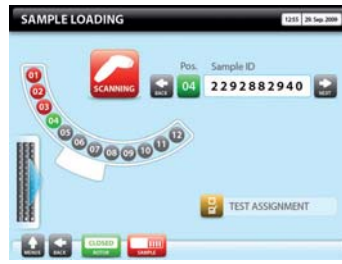 SAMPLE LOADING
12:55 29. Sep. 2009
Pos. Sample ID
SCANNING BACK 04 2292882940 NEXT
01
02
03
04
05
06
07
08
09
10
11
12
TEST ASSIGNMENT
MENUS BACK CLOSED ROTOR SAMPLE